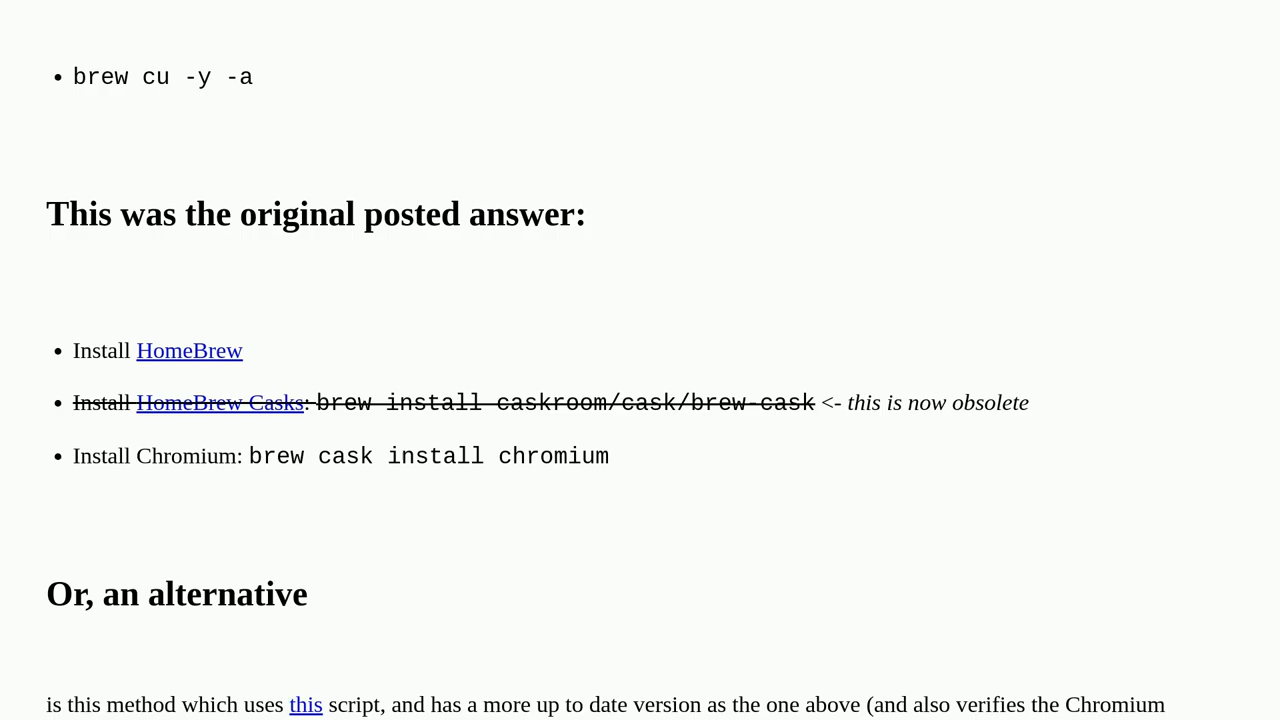 brew cu -y -a
This was the original posted answer:
Install HomeBrew
Install HomeBrew Casks: brew install caskroom/cask/brew-cask <- this is now obsolete
Install Chromium: brew cask install chromium
Or, an alternative
is this method which uses this script, and has a more up to date version as the one above (and also verifies the Chromium